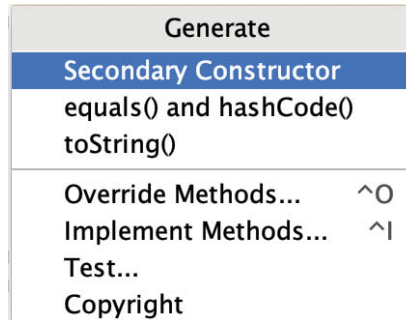 Generate
Secondary Constructor
equals() and hashCode()
toString()
Override Methods... ^O
Implement Methods... ^I
Test...
Copyright